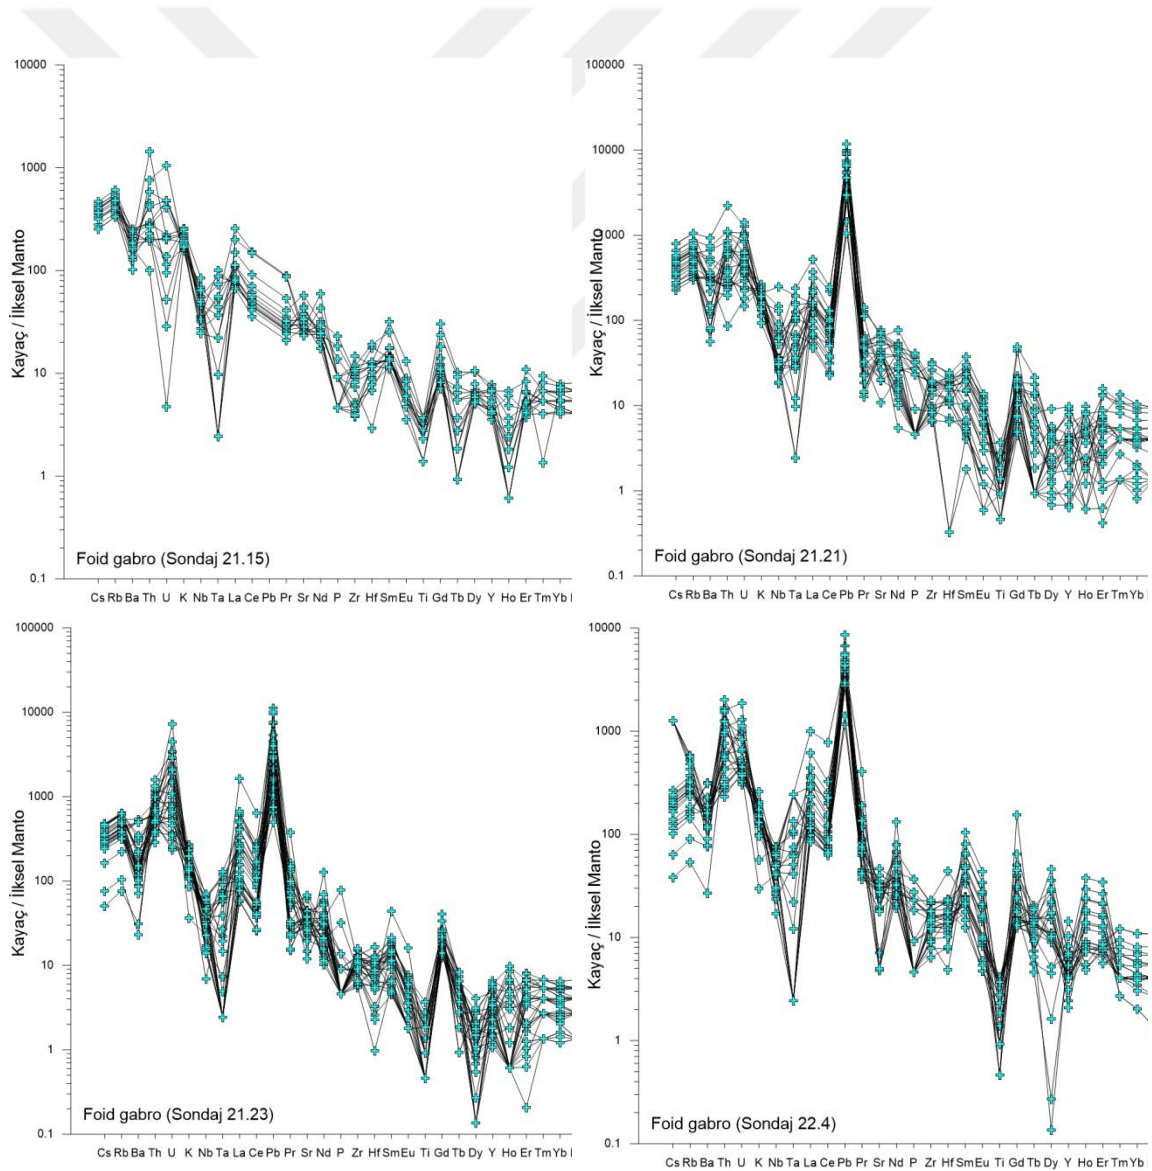 10000
1000
100
10
1
0.1
Kayaç / İlksel Manto
Foid gabro (Sondaj 21.15)
Cs Rb Ba Th U K Nb Ta La Ce Pb Pr Sr Nd P Zr Hf Sm Eu Ti Gd Tb Dy Y Ho Er Tm Yb
100000
10000
1000
100
10
1
0.1
Kayaç / İlksel Manto
Foid gabro (Sondaj 21.21)
Cs Rb Ba Th U K Nb Ta La Ce Pb Pr Sr Nd P Zr Hf Sm Eu Ti Gd Tb Dy Y Ho Er Tm Yb
100000
10000
1000
100
10
1
0.1
Kayaç / İlksel Manto
Foid gabro (Sondaj 21.23)
Cs Rb Ba Th U K Nb Ta La Ce Pb Pr Sr Nd P Zr Hf Sm Eu Ti Gd Tb Dy Y Ho Er Tm Yb
10000
1000
100
10
1
0.1
Kayaç / İlksel Manto
Foid gabro (Sondaj 22.4)
Cs Rb Ba Th U K Nb Ta La Ce Pb Pr Sr Nd P Zr Hf Sm Eu Ti Gd Tb Dy Y Ho Er Tm Yb